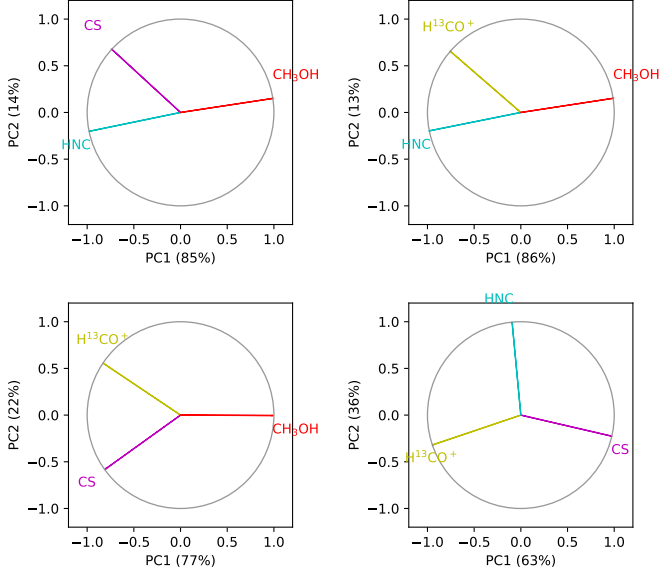 1.0
0.5
0.0
−0.5
−1.0
PC2 (14%)
CS
CH₃OH
HNC
−1.0 −0.5 0.0 0.5 1.0
PC1 (85%)
1.0
0.5
0.0
−0.5
−1.0
PC2 (13%)
H¹³CO⁺
CH₃OH
HNC
−1.0 −0.5 0.0 0.5 1.0
PC1 (86%)
1.0
0.5
0.0
−0.5
−1.0
PC2 (22%)
H¹³CO⁺
CH₃OH
CS
−1.0 −0.5 0.0 0.5 1.0
PC1 (77%)
HNC
1.0
0.5
0.0
−0.5
−1.0
PC2 (36%)
CS
H¹³CO⁺
−1.0 −0.5 0.0 0.5 1.0
PC1 (63%)